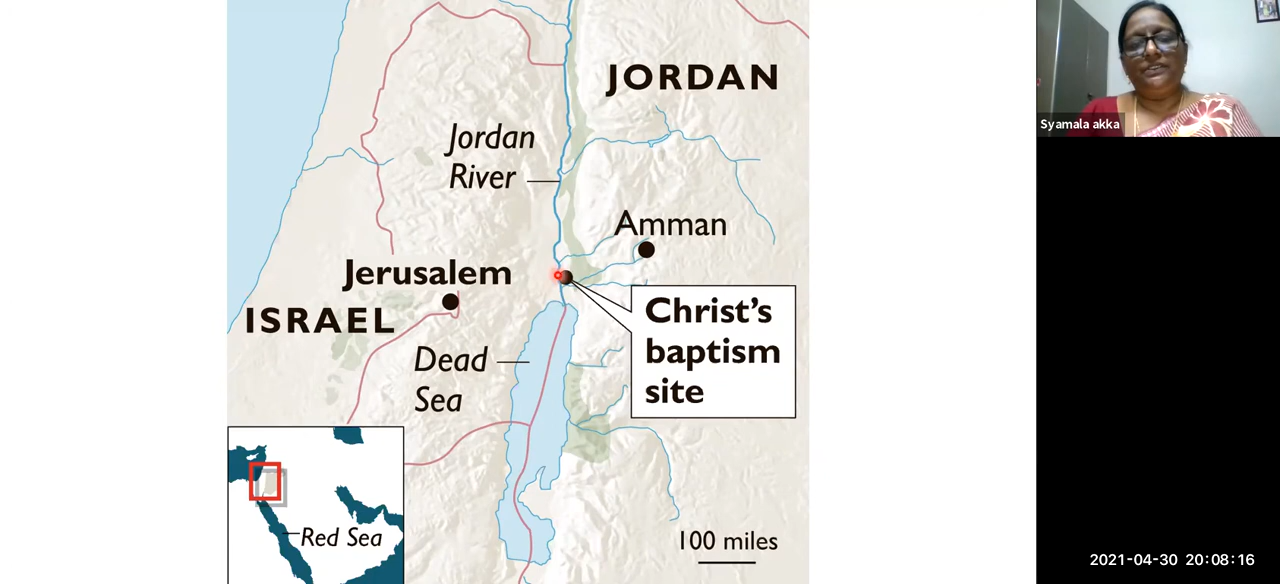 JORDAN
Jordan
River
Amman
Jerusalem
ISRAEL
Christ's
baptism
site
Dead
Sea
Red Sea
100 miles
Syamala akka
2021-04-30 20:08:16